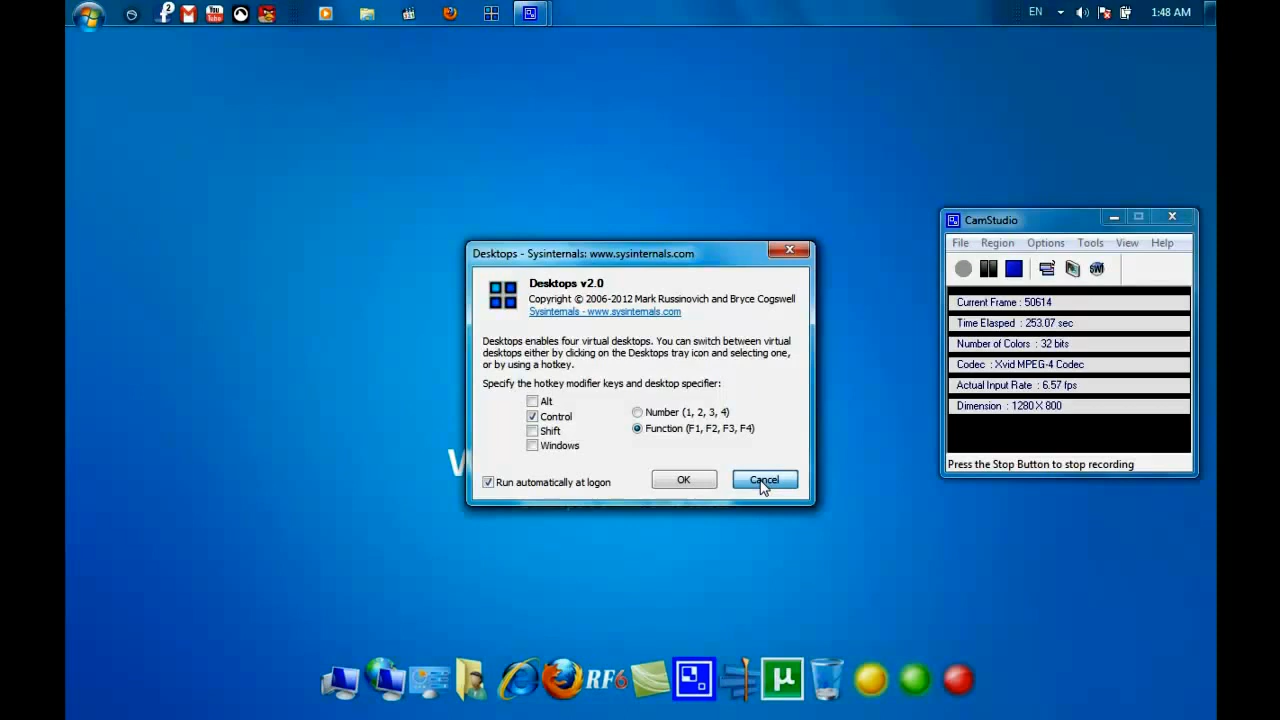 2
You
Tube
EN
1:48 AM
CamStudio
File Region Options Tools View Help
SWF
Current Frame : 50614
Time Elasped : 253.07 sec
Number of Colors : 32 bits
Codec : Xvid MPEG-4 Codec
Actual Input Rate : 6.57 fps
Dimension : 1280 X 800
Press the Stop Button to stop recording
Desktops - Sysinternals: www.sysinternals.com
Desktops v2.0
Copyright © 2006-2012 Mark Russinovich and Bryce Cogswell
Sysinternals - www.sysinternals.com
Desktops enables four virtual desktops. You can switch between virtual
desktops either by clicking on the Desktops tray icon and selecting one,
or by using a hotkey.
Specify the hotkey modifier keys and desktop specifier:
Alt
Control
Shift
Windows
Number (1, 2, 3, 4)
Function (F1, F2, F3, F4)
Run automatically at logon
OK
Cancel
W
RF6
µ